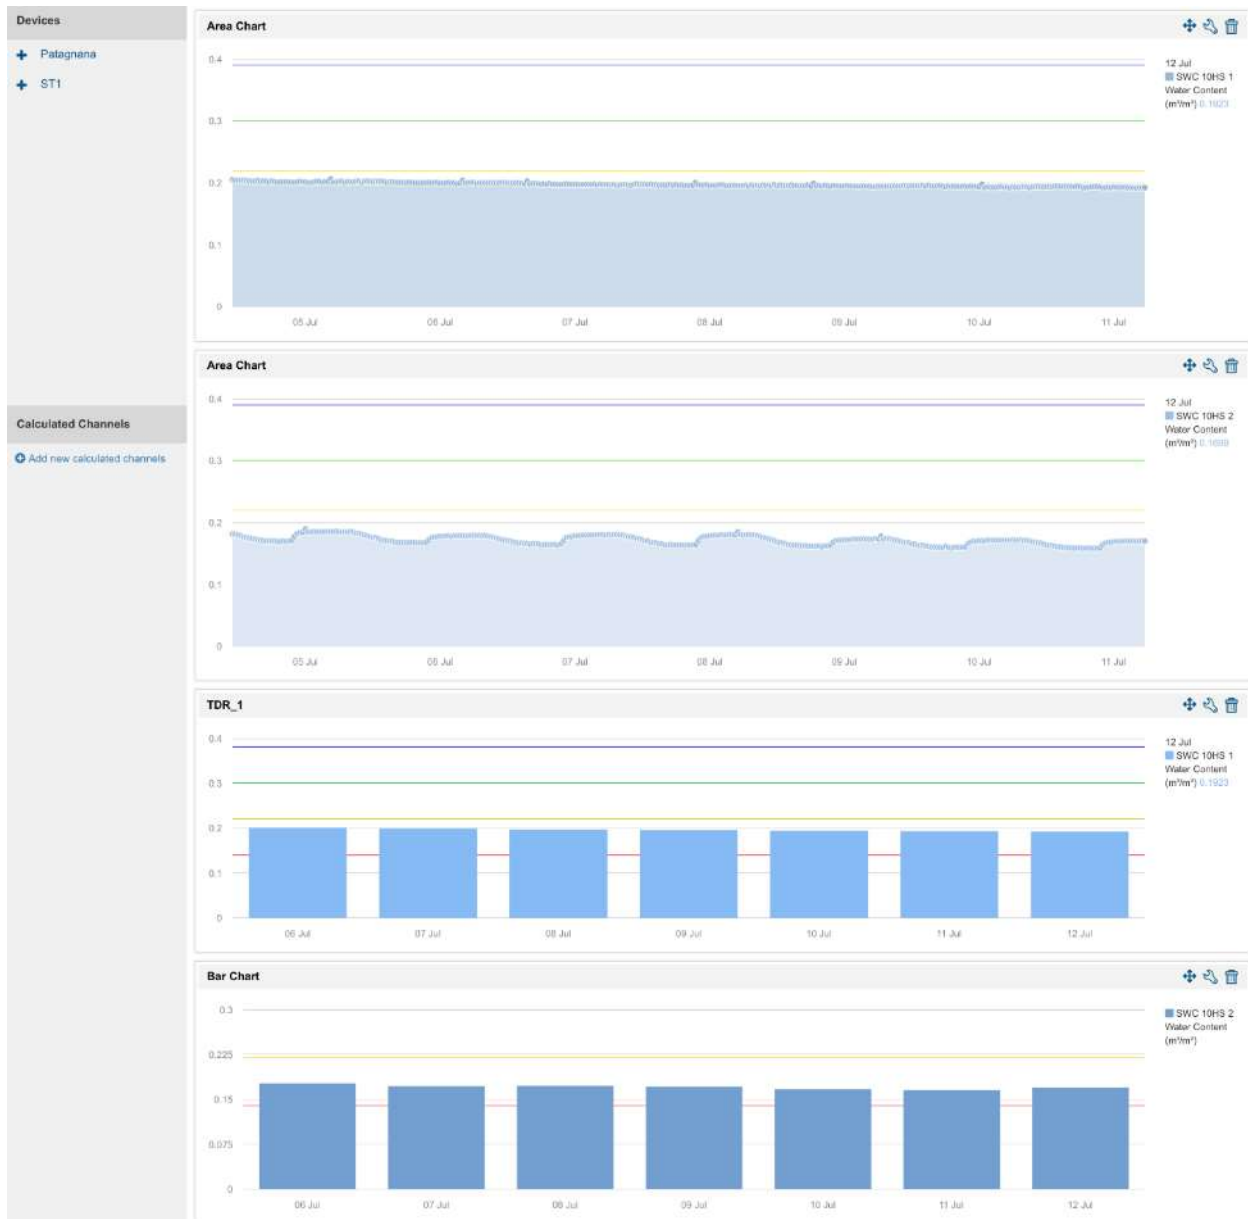 Devices
Patagnana
ST1
Calculated Channels
Add new calculated channels
Area Chart
0.4
0.3
0.2
0.1
0
05 Jul
06 Jul
07 Jul
08 Jul
09 Jul
10 Jul
11 Jul
12 Jul
SWC 10HS 1
Water Content
(m³/m³) 0.1923
Area Chart
0.4
0.3
0.2
0.1
0
05 Jul
06 Jul
07 Jul
08 Jul
09 Jul
10 Jul
11 Jul
12 Jul
SWC 10HS 2
Water Content
(m³/m³)
TDR_1
0.4
0.3
0.2
0.1
0
06 Jul
07 Jul
08 Jul
09 Jul
10 Jul
11 Jul
12 Jul
12 Jul
SWC 10HS 1
Water Content
(m³/m³) 0.1923
Bar Chart
0.3
0.225
0.15
0.075
0
06 Jul
07 Jul
08 Jul
09 Jul
10 Jul
11 Jul
12 Jul
SWC 10HS 2
Water Content
(m³/m³)